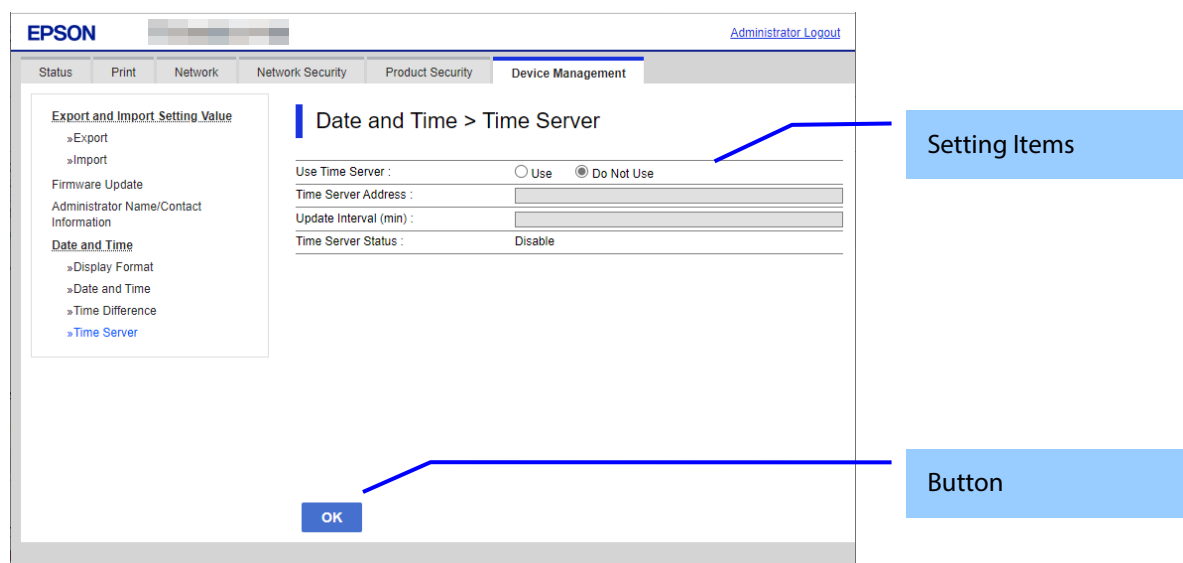 EPSON
Administrator Logout
Status Print Network Network Security Product Security Device Management
Export and Import Setting Value
»Export
»Import
Firmware Update
Administrator Name/Contact
Information
Date and Time
»Display Format
»Date and Time
»Time Difference
»Time Server
Date and Time > Time Server
Use Time Server : Use Do Not Use
Time Server Address :
Update Interval (min) :
Time Server Status : Disable
OK
Setting Items
Button